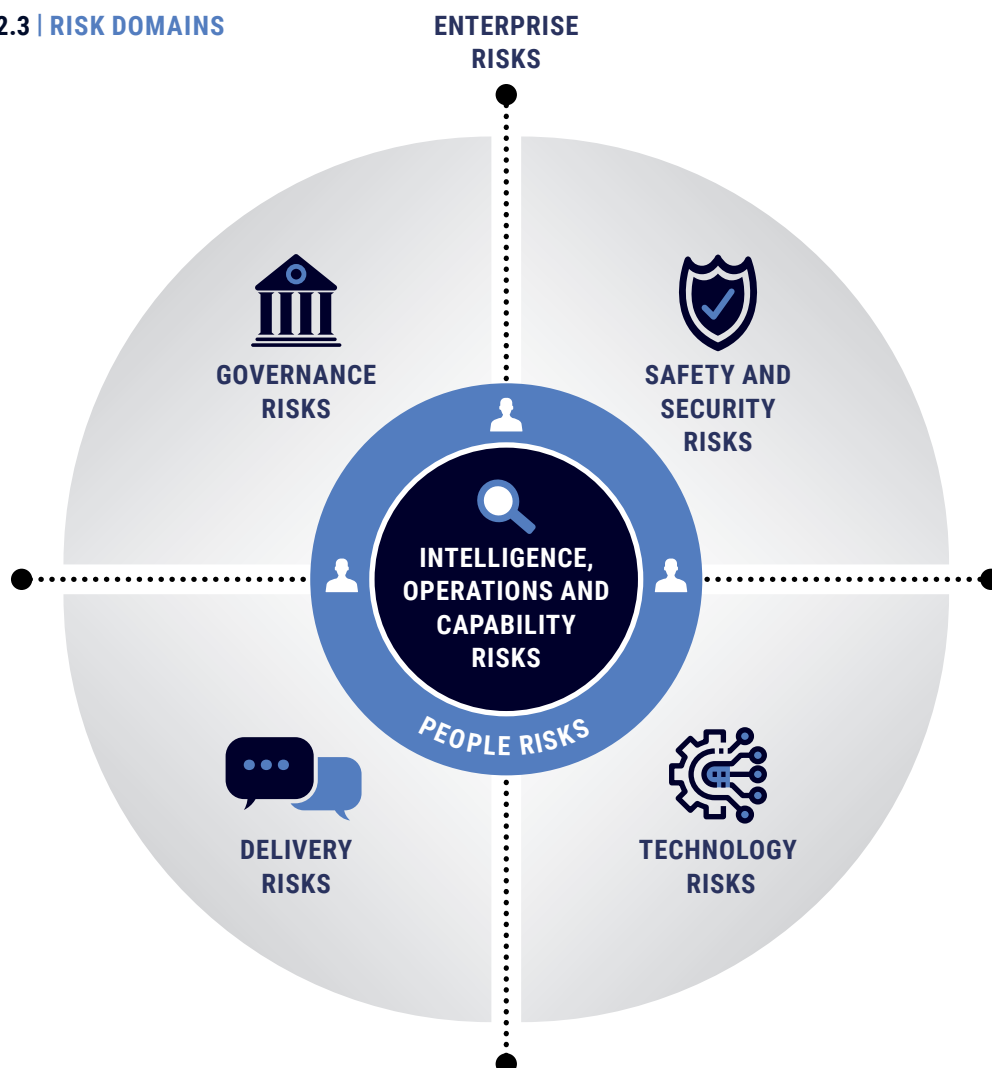 2.3 | RISK DOMAINS
ENTERPRISE
RISKS
GOVERNANCE
RISKS
SAFETY AND
SECURITY
RISKS
INTELLIGENCE,
OPERATIONS AND
CAPABILITY
RISKS
PEOPLE RISKS
DELIVERY
RISKS
TECHNOLOGY
RISKS